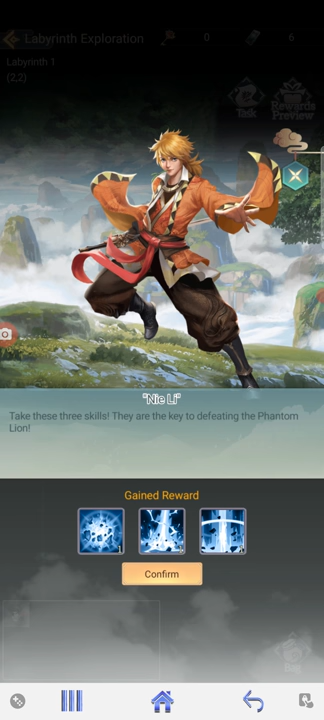 Labyrinth Exploration
0
6
Labyrinth 1
(2,2)
Task
Rewards
Preview
"Nie Li"
Take these three skills! They are the key to defeating the Phantom
Lion!
Gained Reward
Confirm
Bag